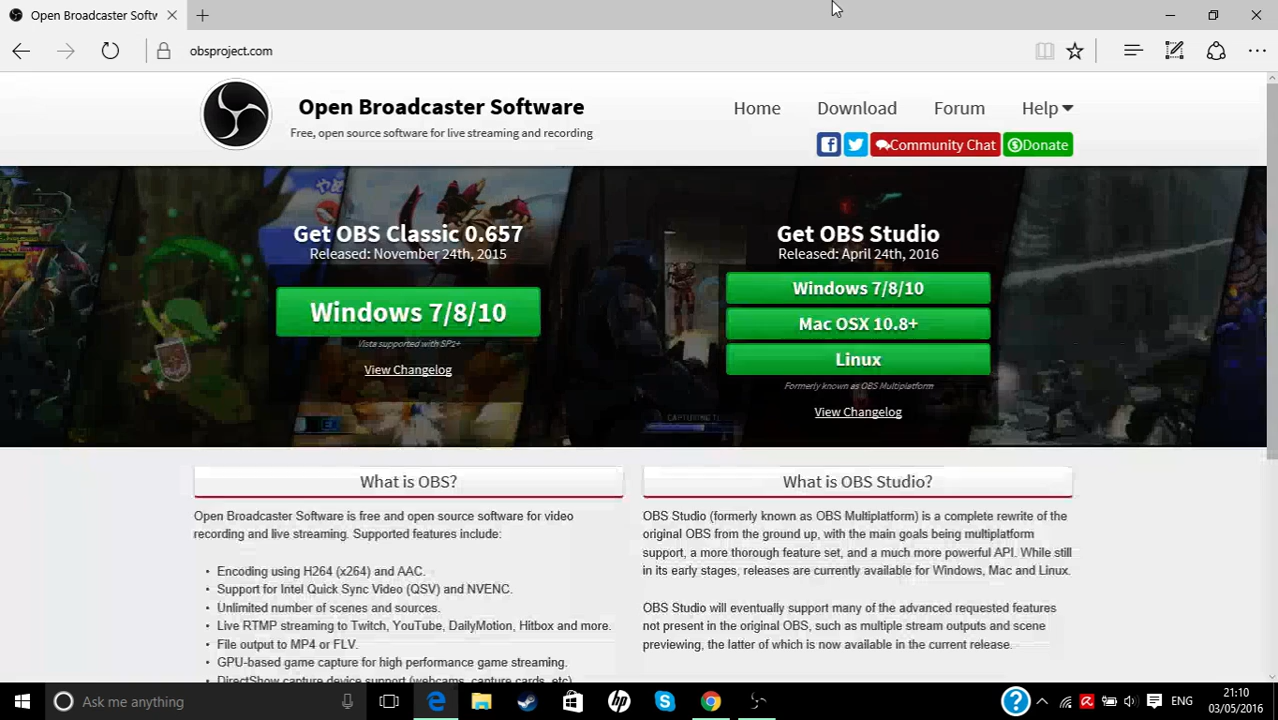 Open Broadcaster Softw
obsproject.com
Open Broadcaster Software
Free, open source software for live streaming and recording
Home
Download
Forum
Help
Community Chat
Donate
Get OBS Classic 0.657
Released: November 24th, 2015
Windows 7/8/10
Vista supported with SP2+
View Changelog
Get OBS Studio
Released: April 24th, 2016
Windows 7/8/10
Mac OSX 10.8+
Linux
Formerly known as OBS Multiplatform
View Changelog
What is OBS?
Open Broadcaster Software is free and open source software for video
recording and live streaming. Supported features include:
• Encoding using H264 (x264) and AAC.
• Support for Intel Quick Sync Video (QSV) and NVENC.
• Unlimited number of scenes and sources.
• Live RTMP streaming to Twitch, YouTube, DailyMotion, Hitbox and more.
• File output to MP4 or FLV.
• GPU-based game capture for high performance game streaming.
• DirectShow capture device support (webcams, capture cards, etc).
What is OBS Studio?
OBS Studio (formerly known as OBS Multiplatform) is a complete rewrite of the
original OBS from the ground up, with the main goals being multiplatform
support, a more thorough feature set, and a much more powerful API. While still
in its early stages, releases are currently available for Windows, Mac and Linux.
OBS Studio will eventually support many of the advanced requested features
not present in the original OBS, such as multiple stream outputs and scene
previewing, the latter of which is now available in the current release.
Ask me anything
hp
ENG
21:10
03/05/2016